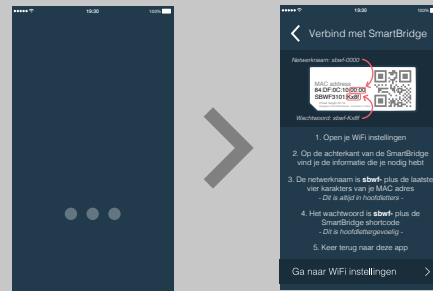 19:30
100%
19:30
100%
Verbind met SmartBridge
Netwerknaam: sbwf-0000
MAC address
84:DF:0C:10:00:00
SBWF3101 Kx8f
Wachtwoord: sbwf-Kx8f
1. Open je WiFi instellingen
2. Op de achterkant van de SmartBridge
vind je de informatie die je nodig hebt
3. De netwerknaam is sbwf- plus de laatste
vier karakters van je MAC adres
- Dit is altijd in hoofdletters -
4. Het wachtwoord is sbwf- plus de
SmartBridge shortcode
- Dit is hoofdlettergevoelig -
5. Keer terug naar deze app
Ga naar WiFi instellingen